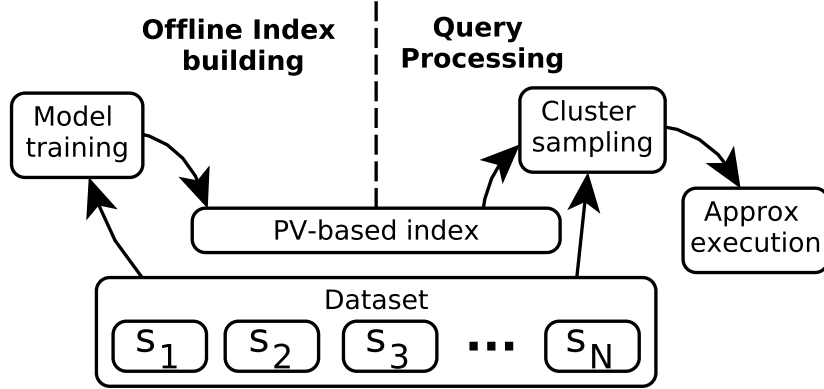 Offline Index
building
Query
Processing
Model
training
Cluster
sampling
Approx
execution
PV-based index
Dataset
S1 S2 S3 ... SN